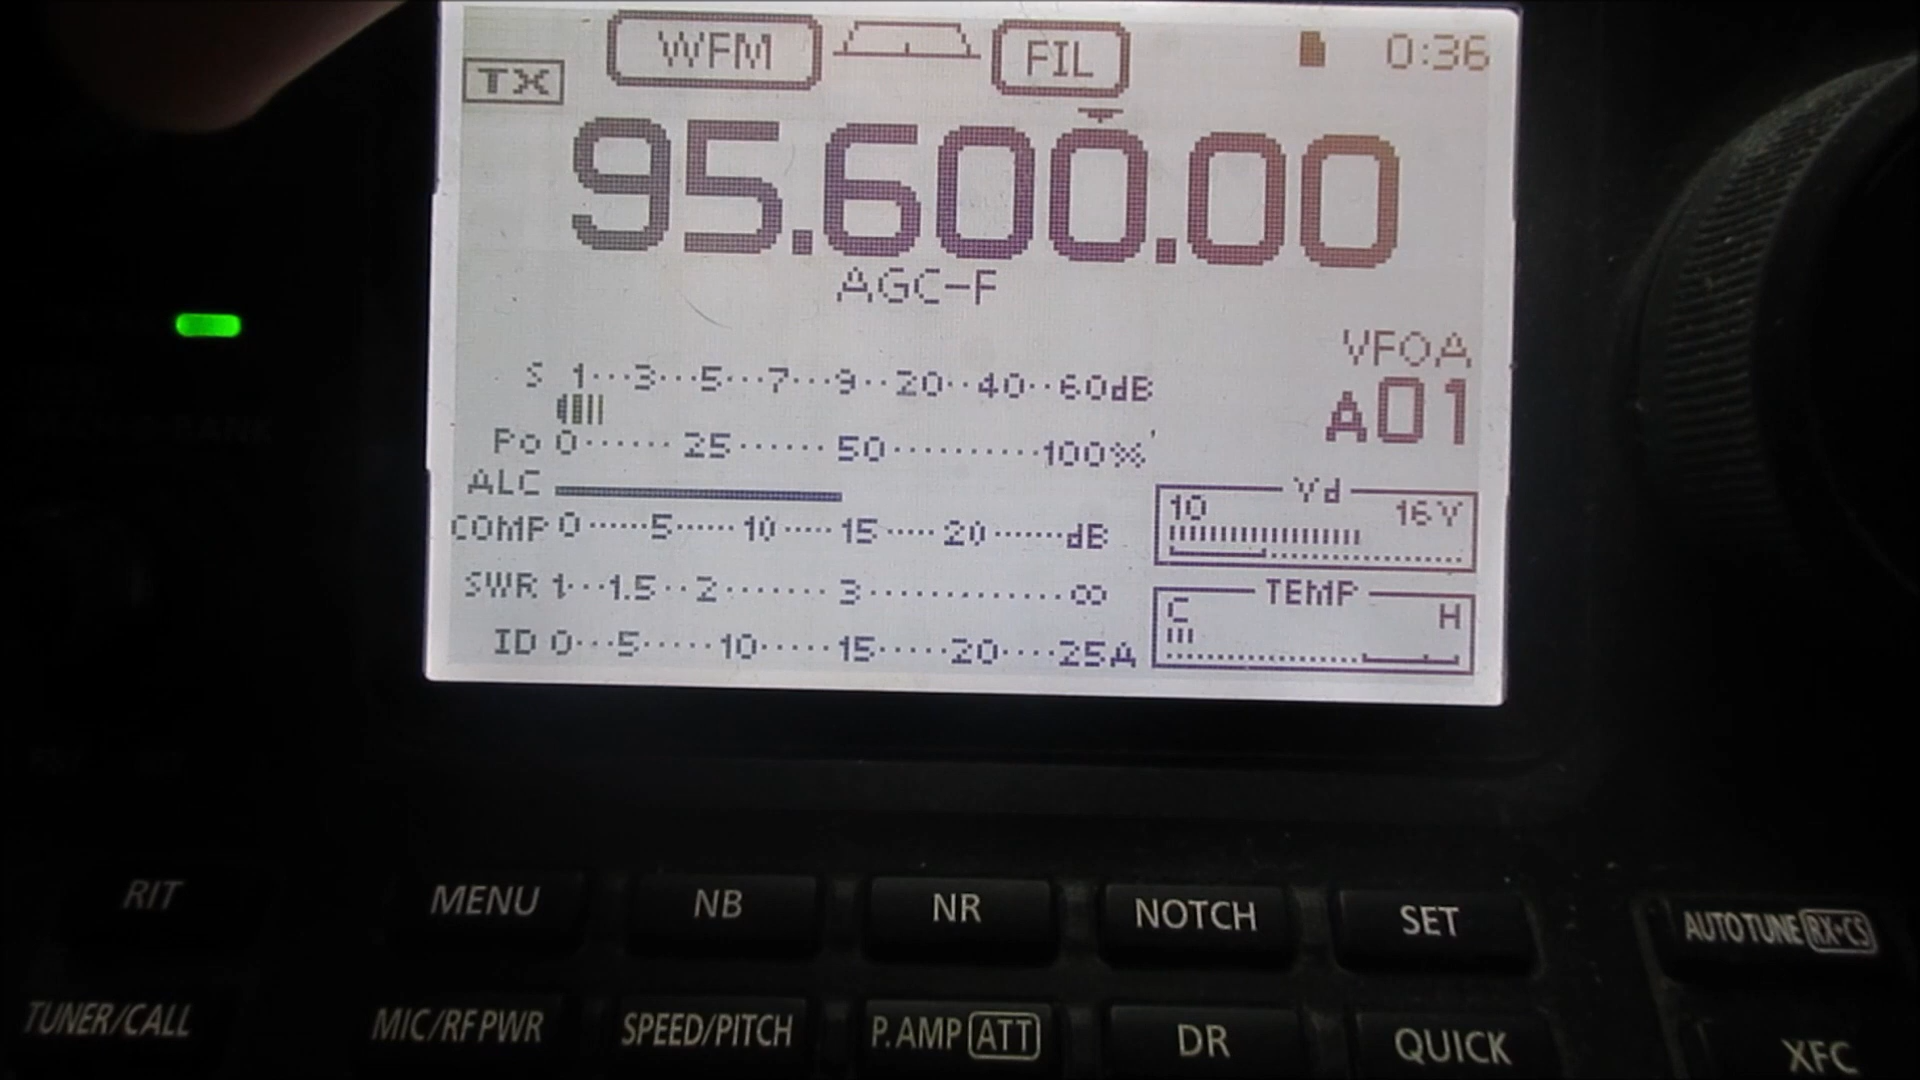 WFM FIL 0:36
TX
95.600.00
AGC-F
VFOA
A01
S 1···3···5···7···9··20··40··60dB
Po 0······25······50··········100%
ALC
COMP 0······5······10·····15·····20·······dB
SWR 1···1.5··2·······3·············∞
ID 0···5·····10·····15·····20····25A
Vd
10 16V
TEMP
C H
RIT MENU NB NR NOTCH SET AUTOTUNE RX-CS
TUNER/CALL MIC/RF PWR SPEED/PITCH P.AMP ATT DR QUICK XFC